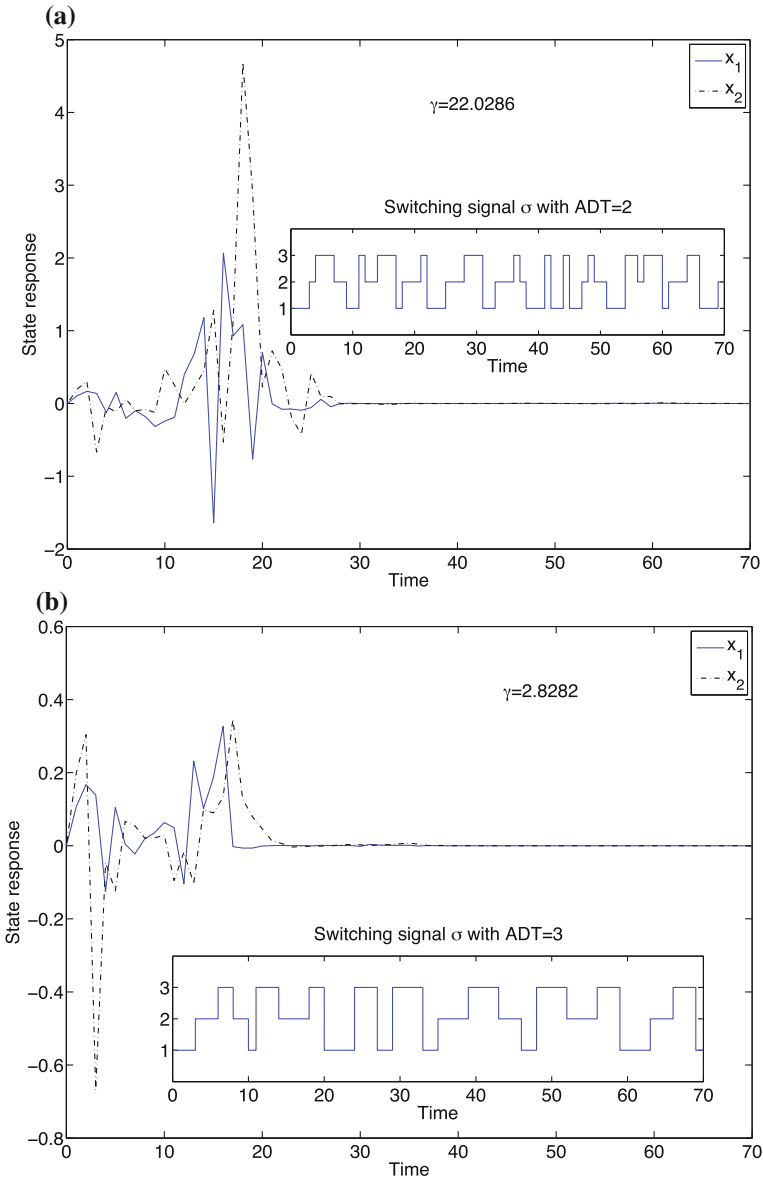 (a)
5
4
3
2
1
0
−1
−2
State response
x1
x2
γ=22.0286
Switching signal σ with ADT=2
3
2
1
0 10 20 30 40 50 60 70
Time
0 10 20 30 40 50 60 70
Time
(b)
0.6
0.4
0.2
0
−0.2
−0.4
−0.6
−0.8
State response
x1
x2
γ=2.8282
Switching signal σ with ADT=3
3
2
1
0 10 20 30 40 50 60 70
Time
0 10 20 30 40 50 60 70
Time